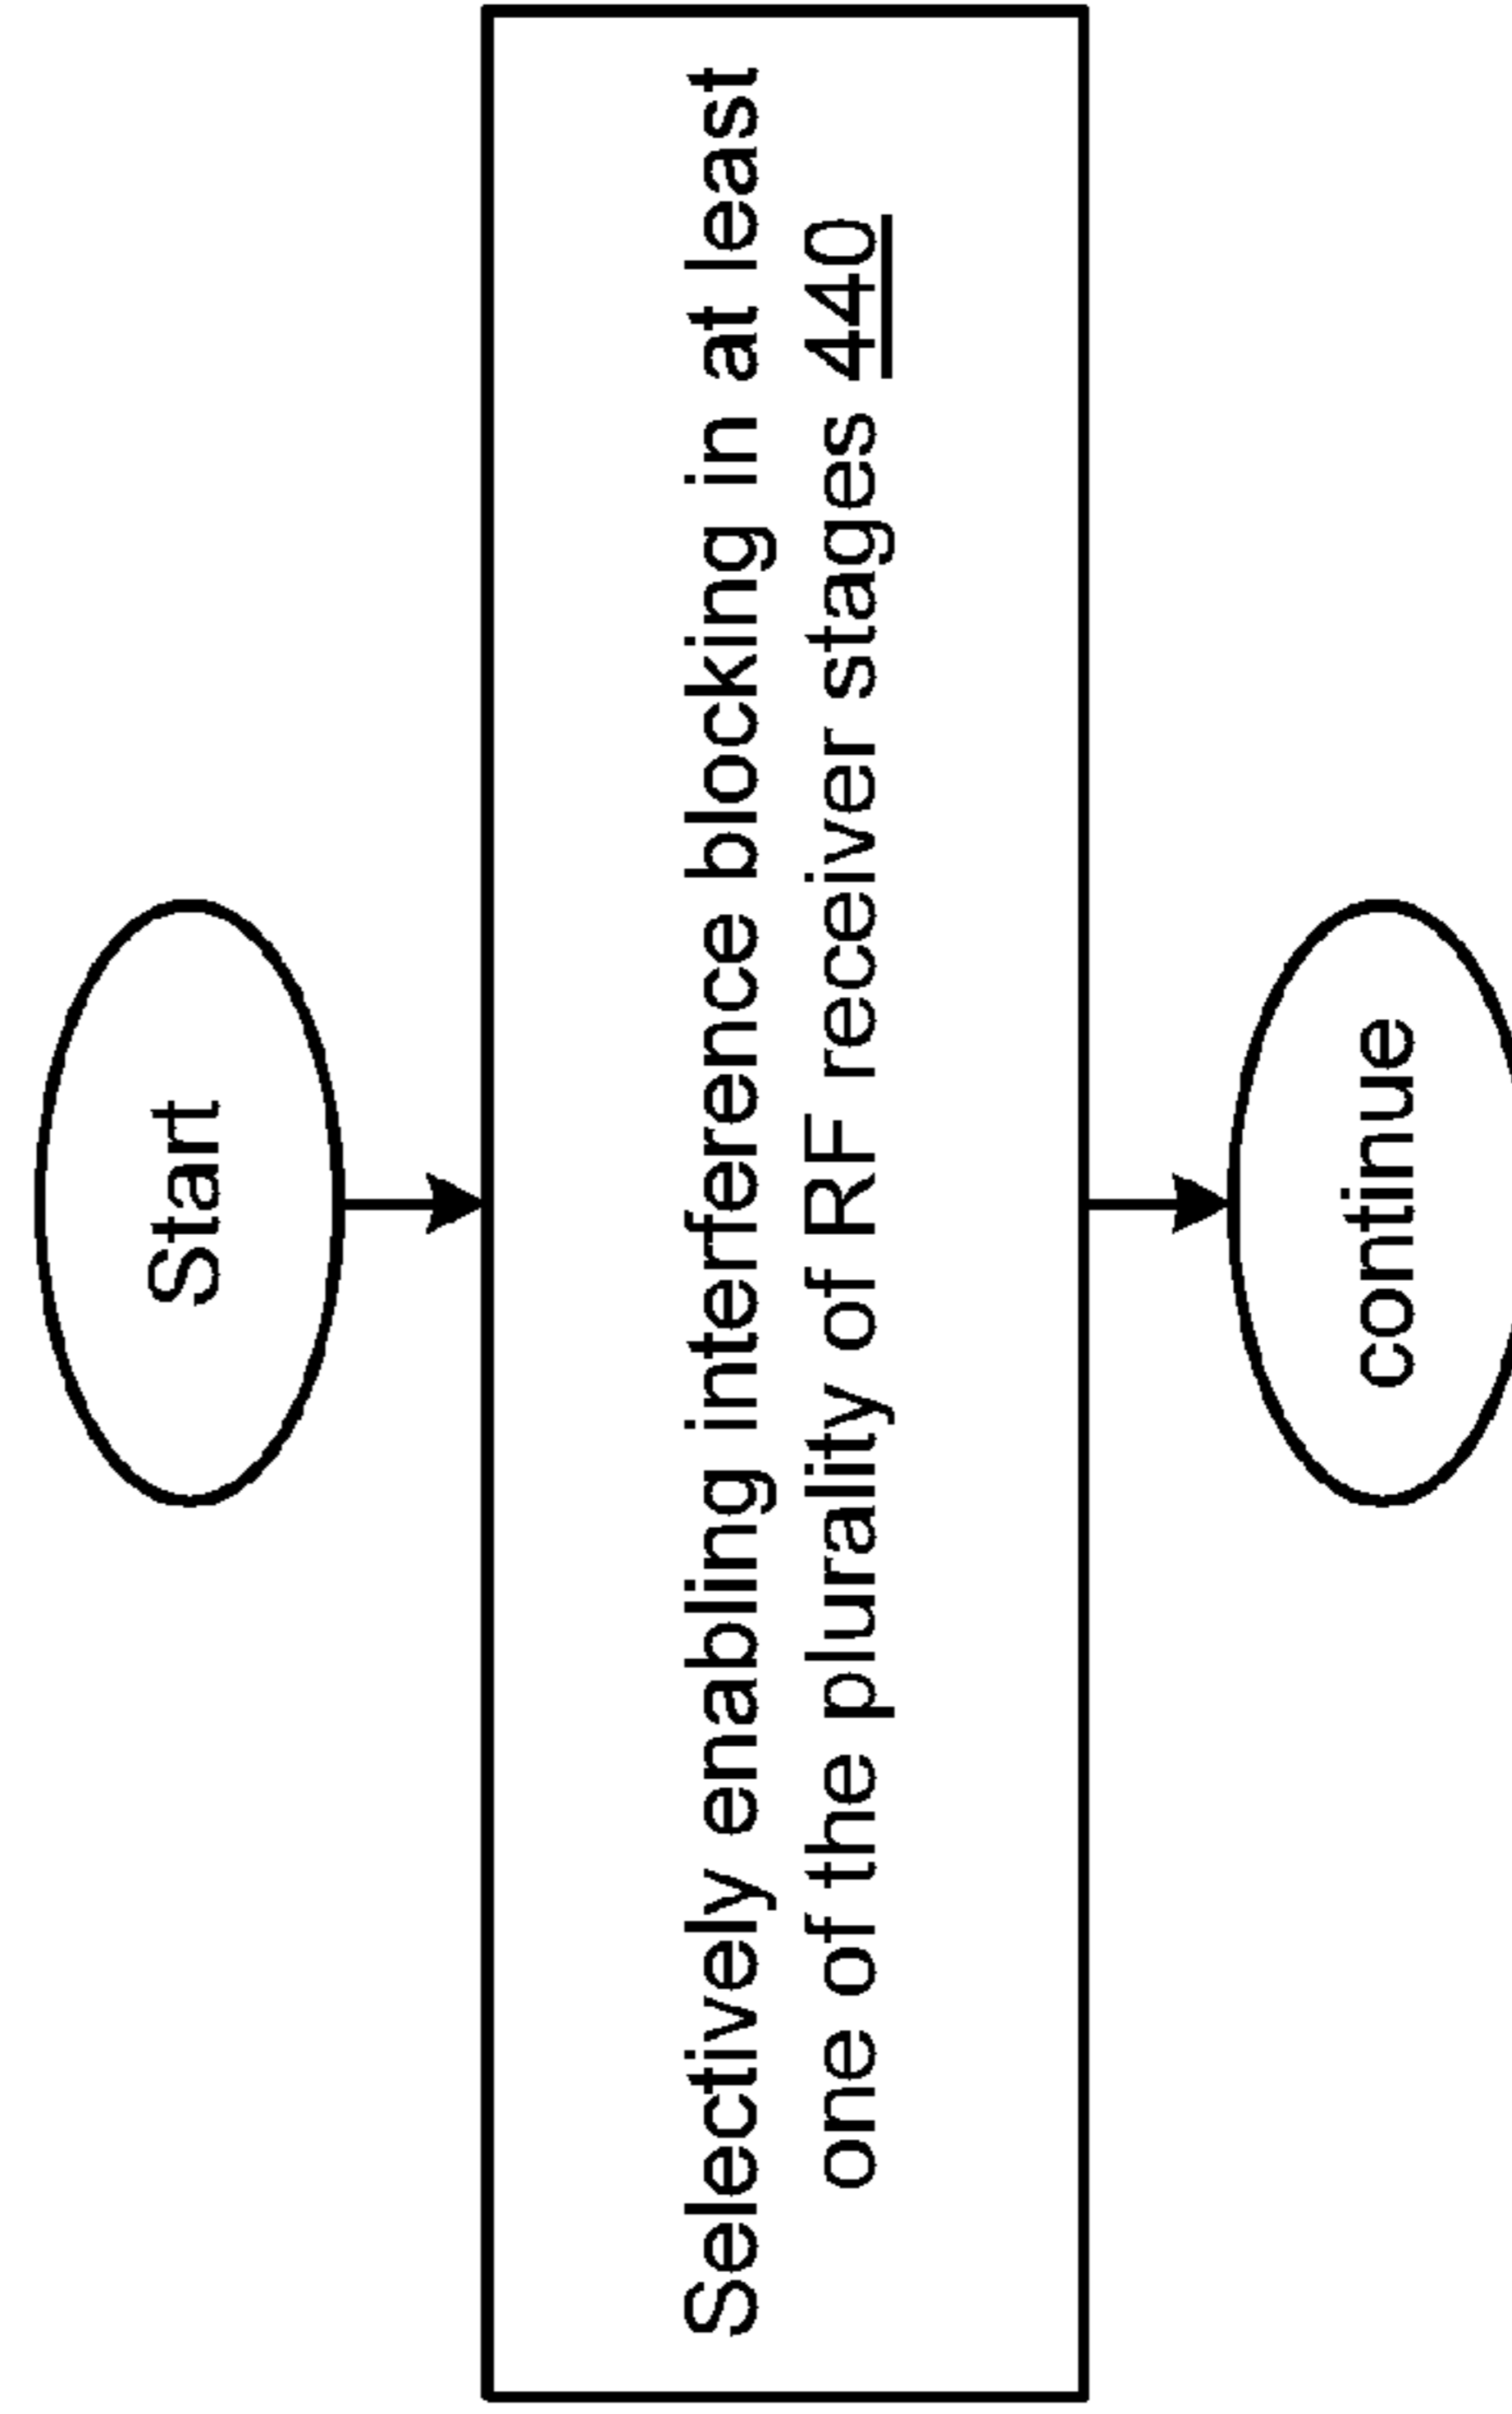 Start
Selectively enabling interference blocking in at least
one of the plurality of RF receiver stages 440
continue